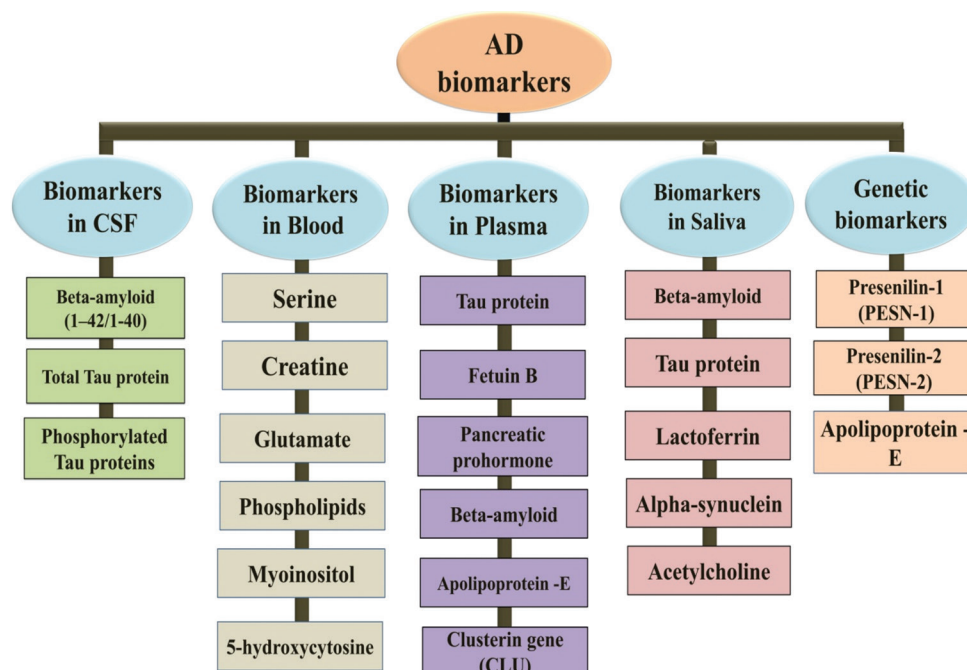 AD
biomarkers
Biomarkers
in CSF
Beta-amyloid
(1–42/1-40)
Total Tau protein
Phosphorylated
Tau proteins
Biomarkers
in Blood
Serine
Creatine
Glutamate
Phospholipids
Myoinositol
5-hydroxycytosine
Biomarkers
in Plasma
Tau protein
Fetuin B
Pancreatic
prohormone
Beta-amyloid
Apolipoprotein -E
Clusterin gene
(CLU)
Biomarkers
in Saliva
Beta-amyloid
Tau protein
Lactoferrin
Alpha-synuclein
Acetylcholine
Genetic
biomarkers
Presenilin-1
(PESN-1)
Presenilin-2
(PESN-2)
Apolipoprotein -
E